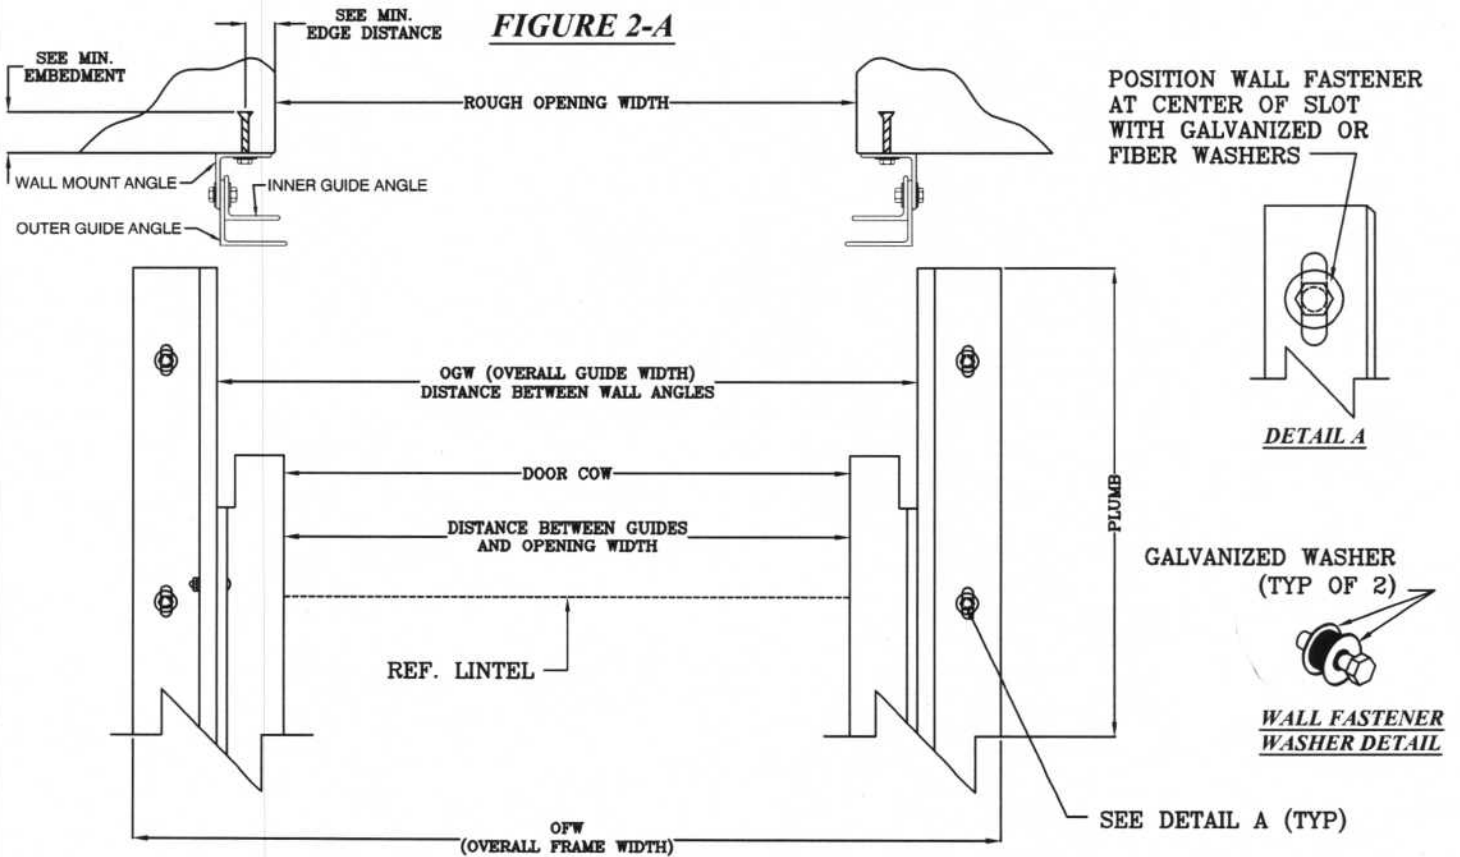 FIGURE 2-A
SEE MIN.
EDGE DISTANCE
SEE MIN.
EMBEDMENT
ROUGH OPENING WIDTH
POSITION WALL FASTENER
AT CENTER OF SLOT
WITH GALVANIZED OR
FIBER WASHERS
WALL MOUNT ANGLE
INNER GUIDE ANGLE
OUTER GUIDE ANGLE
OGW (OVERALL GUIDE WIDTH)
DISTANCE BETWEEN WALL ANGLES
DETAIL A
DOOR COW
PLUMB
DISTANCE BETWEEN GUIDES
AND OPENING WIDTH
GALVANIZED WASHER
(TYP OF 2)
REF. LINTEL
WALL FASTENER
WASHER DETAIL
SEE DETAIL A (TYP)
OFW
(OVERALL FRAME WIDTH)